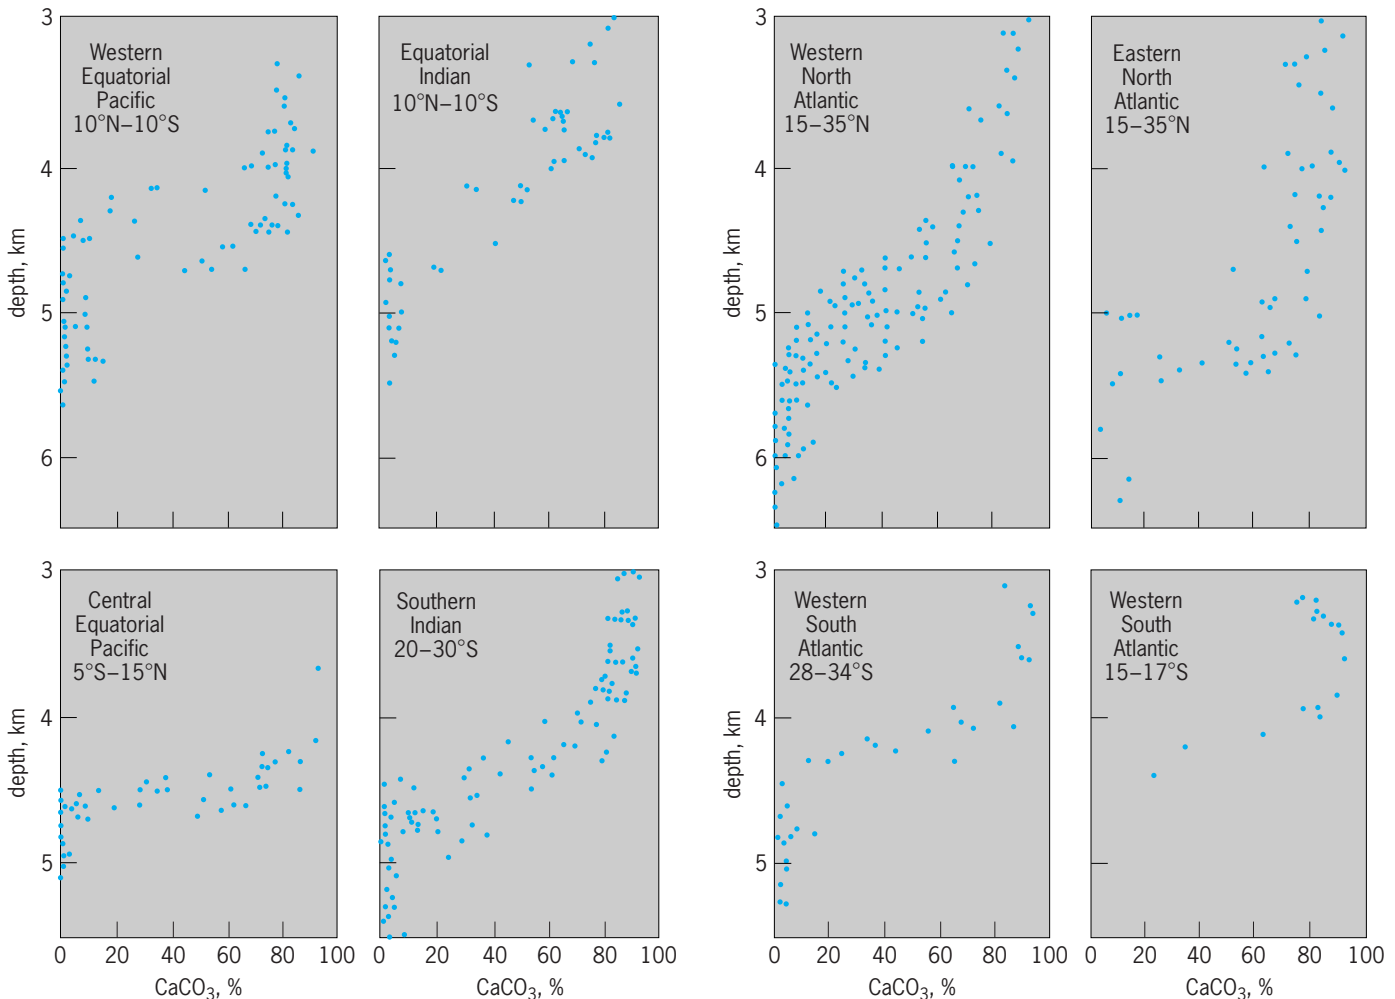 3
4
5
6
depth, km
Western
Equatorial
Pacific
10°N–10°S
Equatorial
Indian
10°N–10°S
3
4
5
6
depth, km
Western
North
Atlantic
15–35°N
Eastern
North
Atlantic
15–35°N
3
4
5
depth, km
Central
Equatorial
Pacific
5°S–15°N
0 20 40 60 80 100
CaCO₃, %
Southern
Indian
20–30°S
0 20 40 60 80 100
CaCO₃, %
3
4
5
depth, km
Western
South
Atlantic
28–34°S
0 20 40 60 80 100
CaCO₃, %
Western
South
Atlantic
15–17°S
0 20 40 60 80 100
CaCO₃, %